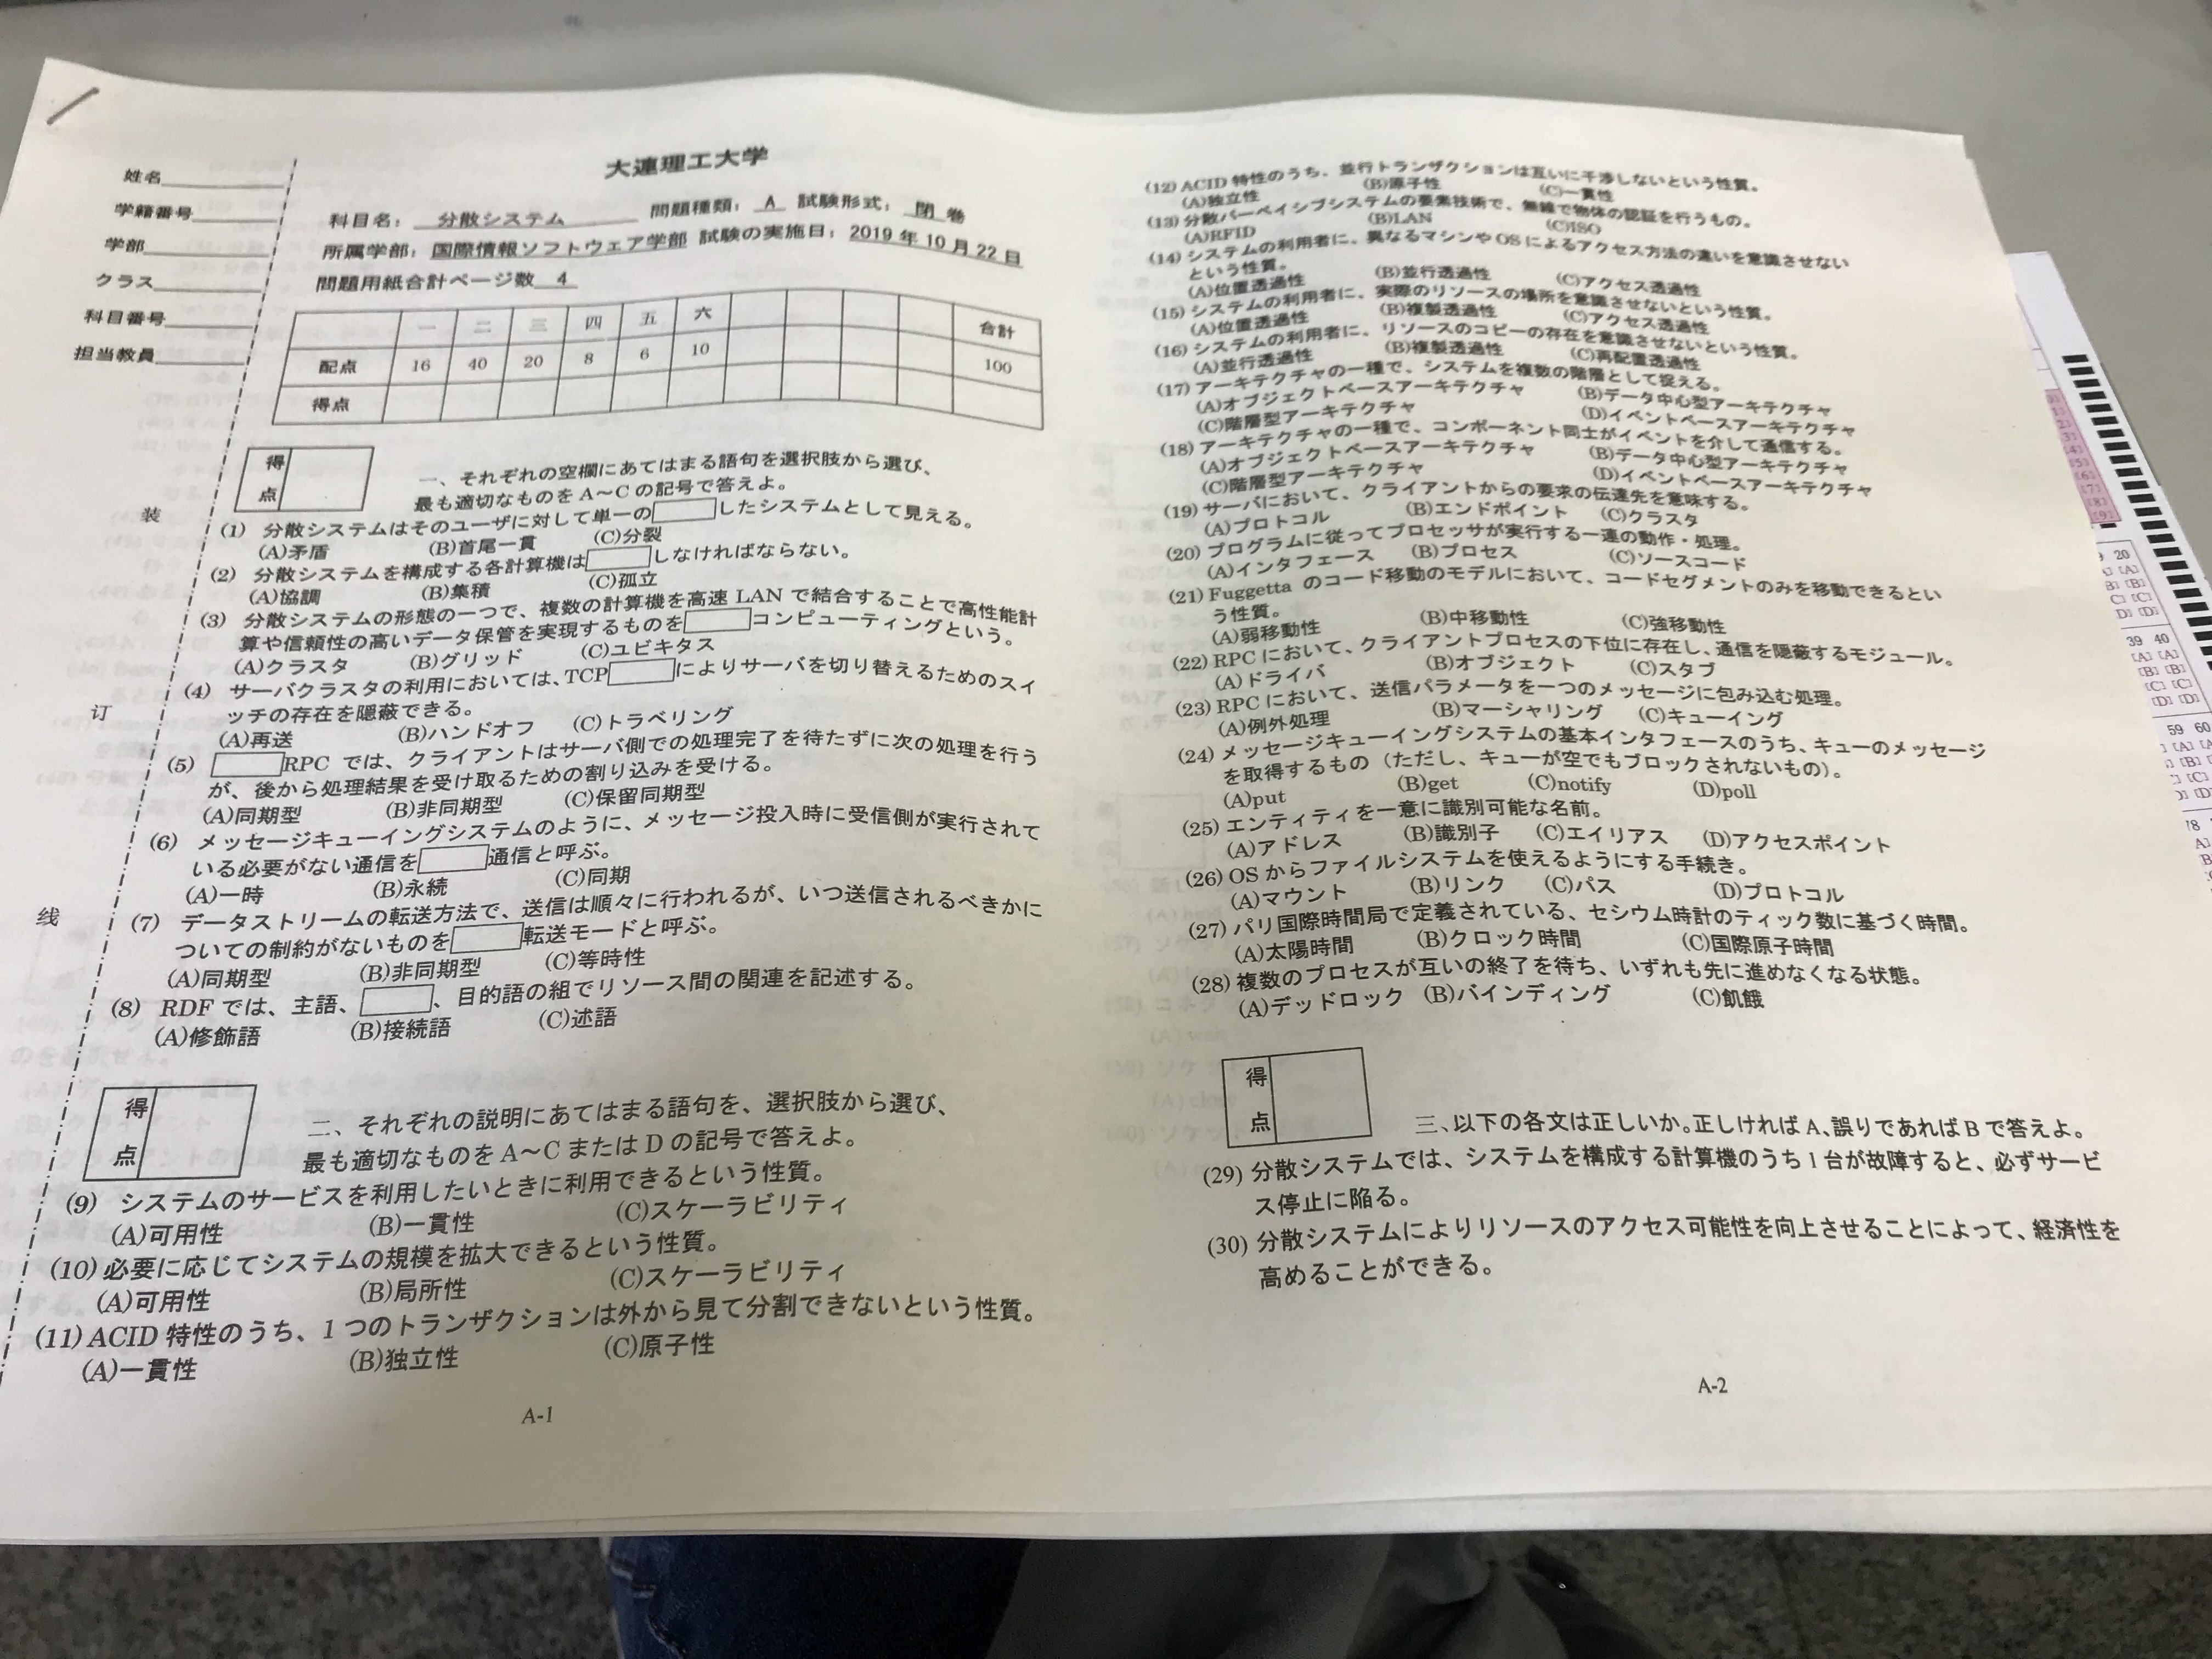 大連理工大学
姓名
学籍番号
学部
クラス
科目番号
担当教員
装
订
线
科目名： 分散システム 問題種類： A 試験形式： 閉 巻
所属学部： 国際情報ソフトウェア学部 試験の実施日： 2019 年 10 月 22 日
問題用紙合計ページ数 4
一 二 三 四 五 六 合計
配点 16 40 20 8 6 10 100
得点
得点
一、それぞれの空欄にあてはまる語句を選択肢から選び、
最も適切なものを A～C の記号で答えよ。
(1) 分散システムはそのユーザに対して単一の したシステムとして見える。
(A)矛盾 (B)首尾一貫 (C)分裂
(2) 分散システムを構成する各計算機は しなければならない。
(A)協調 (B)集積 (C)孤立
(3) 分散システムの形態の一つで、複数の計算機を高速 LAN で結合することで高性能計
算や信頼性の高いデータ保管を実現するものを コンピューティングという。
(A)クラスタ (B)グリッド (C)ユビキタス
(4) サーバクラスタの利用においては、TCP によりサーバを切り替えるためのスイ
ッチの存在を隠蔽できる。
(A)再送 (B)ハンドオフ (C)トラベリング
(5) RPC では、クライアントはサーバ側での処理完了を待たずに次の処理を行う
が、後から処理結果を受け取るための割り込みを受ける。
(A)同期型 (B)非同期型 (C)保留同期型
(6) メッセージキューイングシステムのように、メッセージ投入時に受信側が実行されて
いる必要がない通信を 通信と呼ぶ。
(A)一時 (B)永続 (C)同期
(7) データストリームの転送方法で、送信は順々に行われるが、いつ送信されるべきかに
ついての制約がないものを 転送モードと呼ぶ。
(A)同期型 (B)非同期型 (C)等時性
(8) RDF では、主語、 、目的語の組でリソース間の関連を記述する。
(A)修飾語 (B)接続語 (C)述語
得点
二、それぞれの説明にあてはまる語句を、選択肢から選び、
最も適切なものを A～C または D の記号で答えよ。
(9) システムのサービスを利用したいときに利用できるという性質。
(A)可用性 (B)一貫性 (C)スケーラビリティ
(10) 必要に応じてシステムの規模を拡大できるという性質。
(A)可用性 (B)局所性 (C)スケーラビリティ
(11) ACID 特性のうち、1 つのトランザクションは外から見て分割できないという性質。
(A)一貫性 (B)独立性 (C)原子性
A-1
(12) ACID 特性のうち、並行トランザクションは互いに干渉しないという性質。
(A)独立性 (B)原子性 (C)一貫性
(13) 分散パーベイシブシステムの要素技術で、無線で物体の認証を行うもの。
(A)RFID (B)LAN (C)ISO
(14) システムの利用者に、異なるマシンや OS によるアクセス方法の違いを意識させない
という性質。
(A)位置透過性 (B)並行透過性 (C)アクセス透過性
(15) システムの利用者に、実際のリソースの場所を意識させないという性質。
(A)位置透過性 (B)複製透過性 (C)アクセス透過性
(16) システムの利用者に、リソースのコピーの存在を意識させないという性質。
(A)並行透過性 (B)複製透過性 (C)再配置透過性
(17) アーキテクチャの一種で、システムを複数の階層として捉える。
(A)オブジェクトベースアーキテクチャ (B)データ中心型アーキテクチャ
(C)階層型アーキテクチャ (D)イベントベースアーキテクチャ
(18) アーキテクチャの一種で、コンポーネント同士がイベントを介して通信する。
(A)オブジェクトベースアーキテクチャ (B)データ中心型アーキテクチャ
(C)階層型アーキテクチャ (D)イベントベースアーキテクチャ
(19) サーバにおいて、クライアントからの要求の伝達先を意味する。
(A)プロトコル (B)エンドポイント (C)クラスタ
(20) プログラムに従ってプロセッサが実行する一連の動作・処理。
(A)インタフェース (B)プロセス (C)ソースコード
(21) Fuggetta のコード移動のモデルにおいて、コードセグメントのみを移動できるとい
う性質。
(A)弱移動性 (B)中移動性 (C)強移動性
(22) RPC において、クライアントプロセスの下位に存在し、通信を隠蔽するモジュール。
(A)ドライバ (B)オブジェクト (C)スタブ
(23) RPC において、送信パラメータを一つのメッセージに包み込む処理。
(A)例外処理 (B)マーシャリング (C)キューイング
(24) メッセージキューイングシステムの基本インタフェースのうち、キューのメッセージ
を取得するもの（ただし、キューが空でもブロックされないもの）。
(A)put (B)get (C)notify (D)poll
(25) エンティティを一意に識別可能な名前。
(A)アドレス (B)識別子 (C)エイリアス (D)アクセスポイント
(26) OS からファイルシステムを使えるようにする手続き。
(A)マウント (B)リンク (C)パス (D)プロトコル
(27) パリ国際時間局で定義されている、セシウム時計のティック数に基づく時間。
(A)太陽時間 (B)クロック時間 (C)国際原子時間
(28) 複数のプロセスが互いの終了を待ち、いずれも先に進めなくなる状態。
(A)デッドロック (B)バインディング (C)飢餓
得点
三、以下の各文は正しいか。正しければ A、誤りであれば B で答えよ。
(29) 分散システムでは、システムを構成する計算機のうち 1 台が故障すると、必ずサービ
ス停止に陥る。
(30) 分散システムによりリソースのアクセス可能性を向上させることによって、経済性を
高めることができる。
A-2
20
39 40
59 60